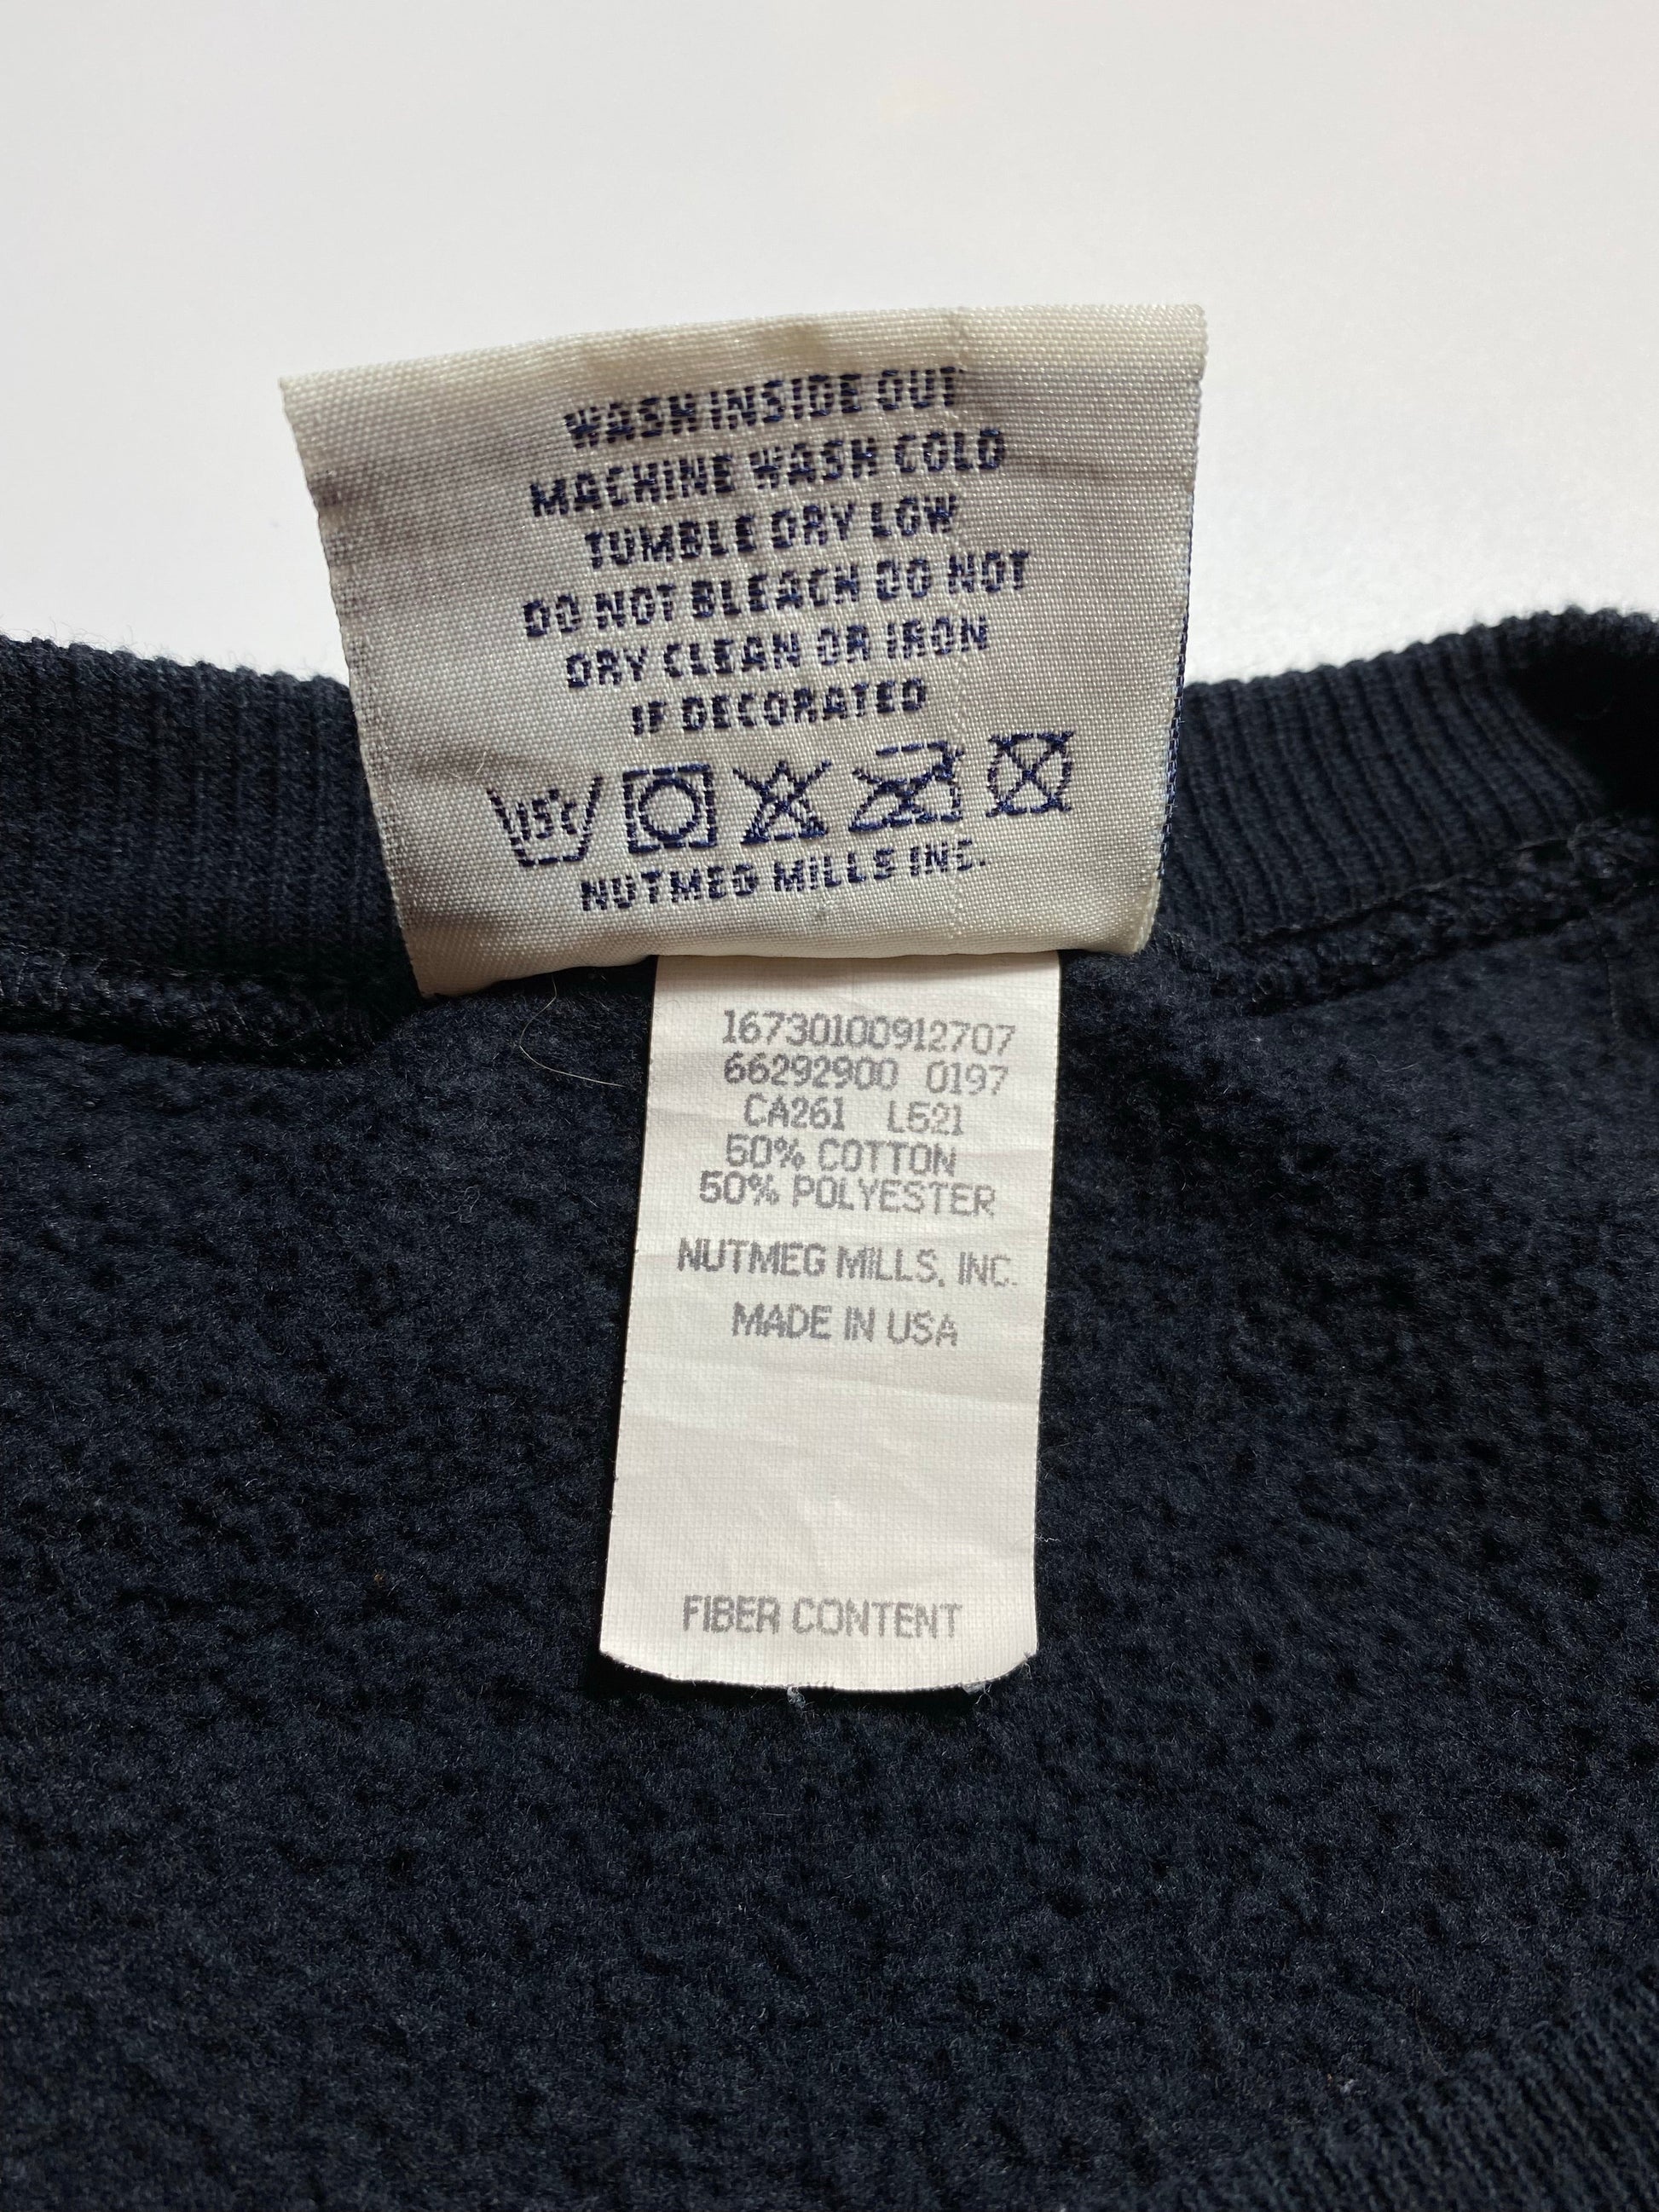 WASH INSIDE OUT
MACHINE WASH COLD
TUMBLE DRY LOW
DO NOT BLEACH DO NOT
DRY CLEAN OR IRON
IF DECORATED
15°C
NUTMEG MILLS INC.
16730100912707
66292900 0197
CA261 L521
50% COTTON
50% POLYESTER
NUTMEG MILLS, INC.
MADE IN USA
FIBER CONTENT